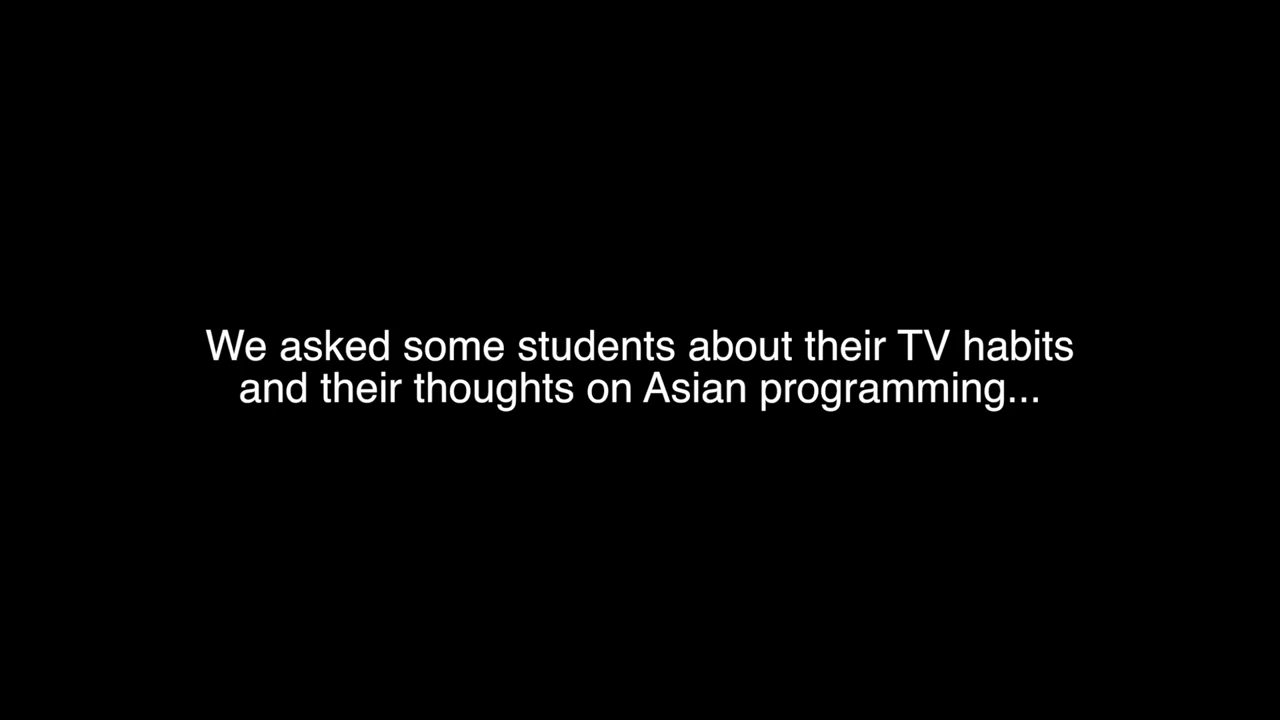 We asked some students about their TV habits
and their thoughts on Asian programming...